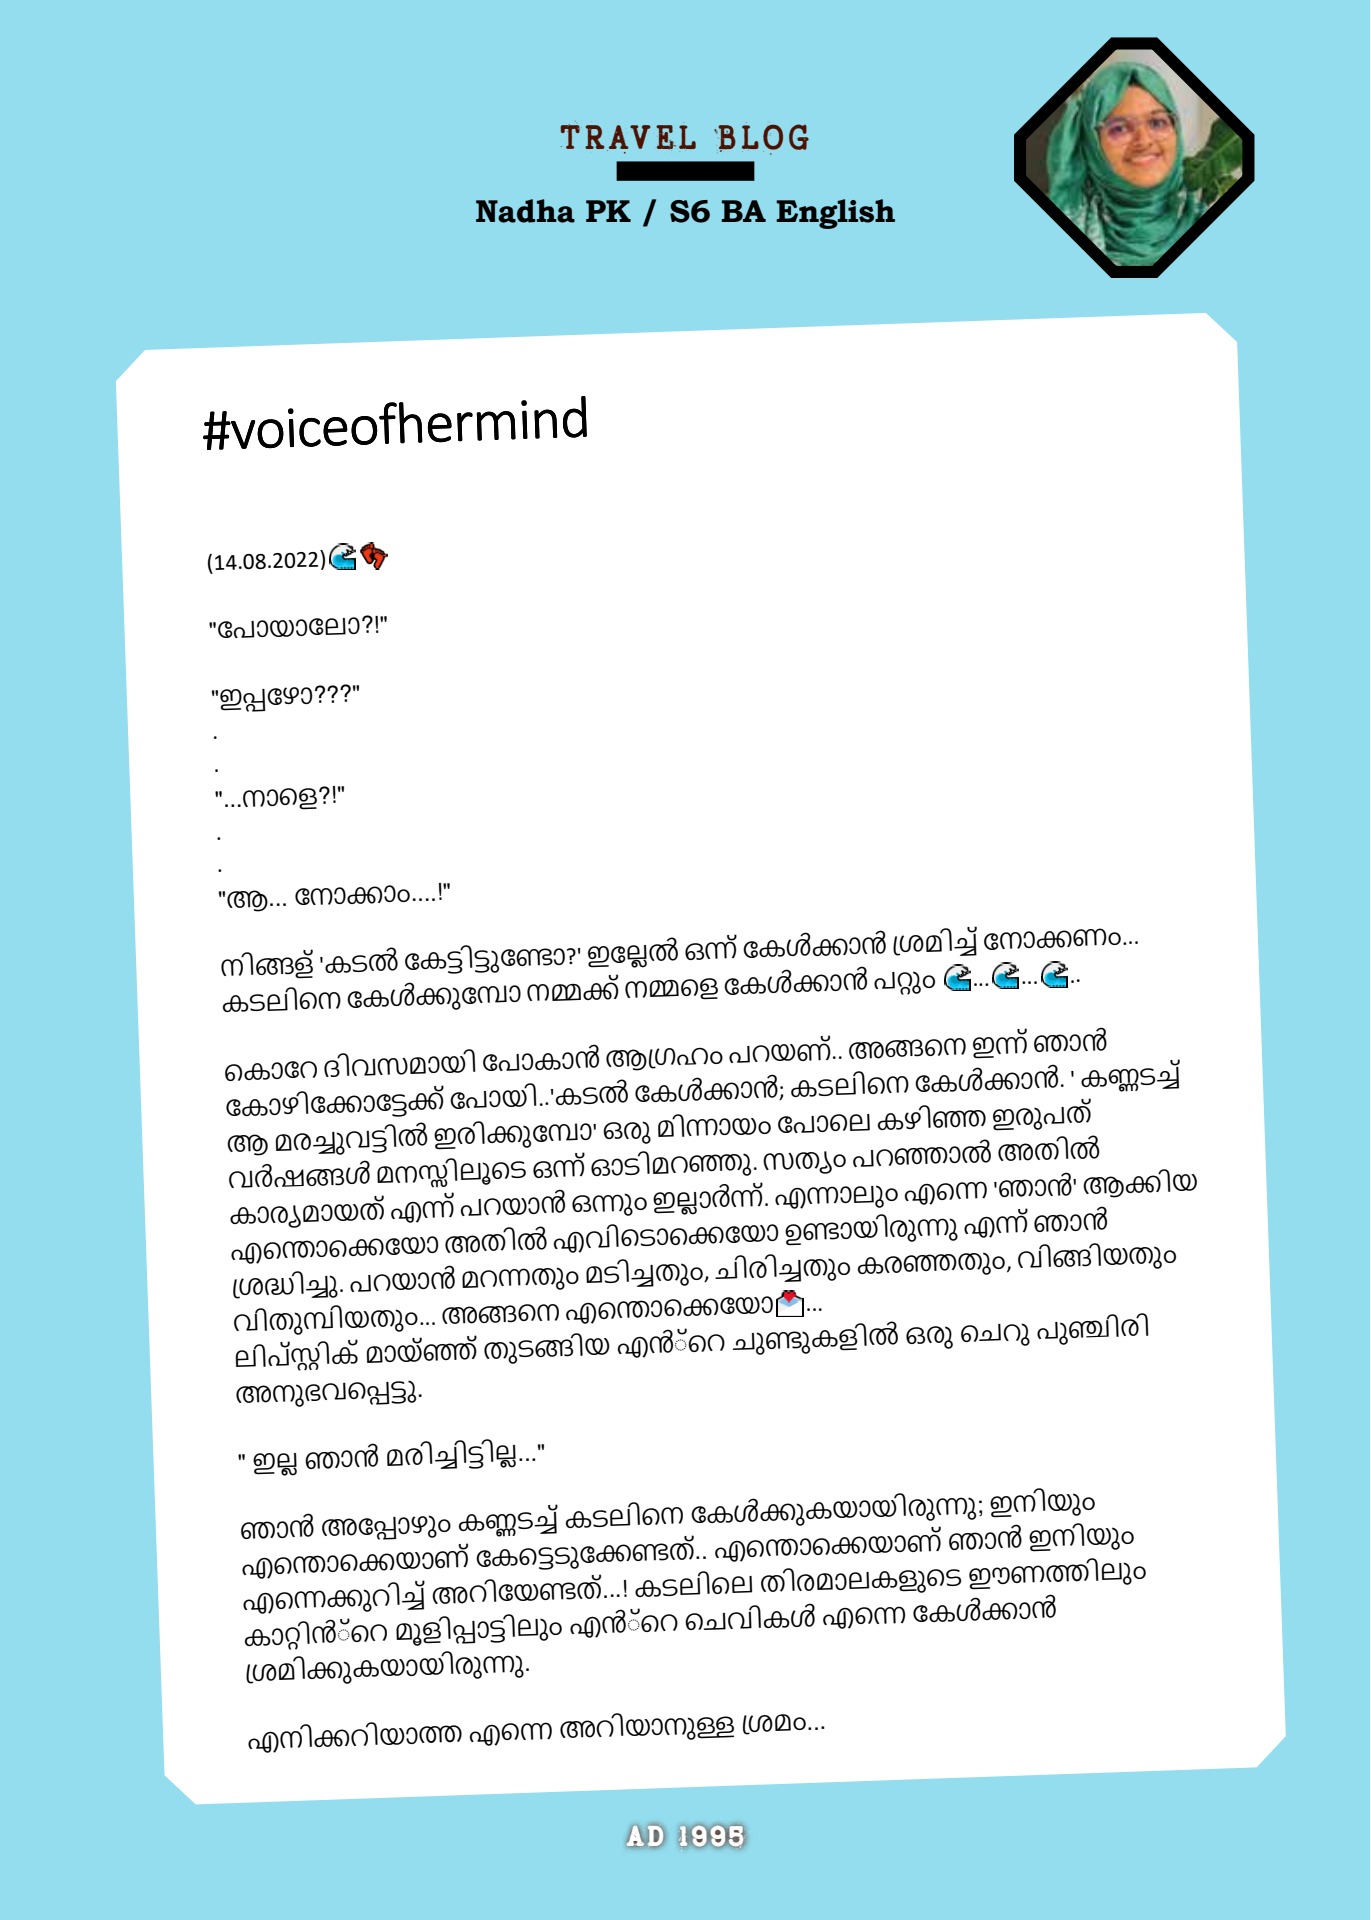 TRAVEL BLOG
Nadha PK / S6 BA English
#voiceofhermind
(14.08.2022)🌊👣
"പോയാലോ?!"
"ഇപ്പഴോ???"
.
.
"...നാളെ?!"
.
.
"ആ... നോക്കാം....!"
നിങ്ങള് 'കടൽ കേട്ടിട്ടുണ്ടോ?' ഇല്ലേൽ ഒന്ന് കേൾക്കാൻ ശ്രമിച്ച് നോക്കണം...
കടലിനെ കേൾക്കുമ്പോ നമ്മക്ക് നമ്മളെ കേൾക്കാൻ പറ്റും 🌊...🌊...🌊..
കൊറേ ദിവസമായി പോകാൻ ആഗ്രഹം പറയണ്.. അങ്ങനെ ഇന്ന് ഞാൻ
കോഴിക്കോട്ടേക്ക് പോയി..'കടൽ കേൾക്കാൻ; കടലിനെ കേൾക്കാൻ. ' കണ്ണടച്ച്
ആ മരച്ചുവട്ടിൽ ഇരിക്കുമ്പോ' ഒരു മിന്നായം പോലെ കഴിഞ്ഞ ഇരുപത്
വർഷങ്ങൾ മനസ്സിലൂടെ ഒന്ന് ഓടിമറഞ്ഞു. സത്യം പറഞ്ഞാൽ അതിൽ
കാര്യമായത് എന്ന് പറയാൻ ഒന്നും ഇല്ലാർന്ന്. എന്നാലും എന്നെ 'ഞാൻ' ആക്കിയ
എന്തൊക്കെയോ അതിൽ എവിടൊക്കെയോ ഉണ്ടായിരുന്നു എന്ന് ഞാൻ
ശ്രദ്ധിച്ചു. പറയാൻ മറന്നതും മടിച്ചതും, ചിരിച്ചതും കരഞ്ഞതും, വിങ്ങിയതും
വിതുമ്പിയതും... അങ്ങനെ എന്തൊക്കെയോ💌...
ലിപ്സ്റ്റിക് മായ്ഞ്ഞ് തുടങ്ങിയ എൻ്റെ ചുണ്ടുകളിൽ ഒരു ചെറു പുഞ്ചിരി
അനുഭവപ്പെട്ടു.
" ഇല്ല ഞാൻ മരിച്ചിട്ടില്ല..."
ഞാൻ അപ്പോഴും കണ്ണടച്ച് കടലിനെ കേൾക്കുകയായിരുന്നു; ഇനിയും
എന്തൊക്കെയാണ് കേട്ടെടുക്കേണ്ടത്.. എന്തൊക്കെയാണ് ഞാൻ ഇനിയും
എന്നെക്കുറിച്ച് അറിയേണ്ടത്...! കടലിലെ തിരമാലകളുടെ ഈണത്തിലും
കാറ്റിൻ്റെ മൂളിപ്പാട്ടിലും എൻ്റെ ചെവികൾ എന്നെ കേൾക്കാൻ
ശ്രമിക്കുകയായിരുന്നു.
എനിക്കറിയാത്ത എന്നെ അറിയാനുള്ള ശ്രമം...
AD 1995